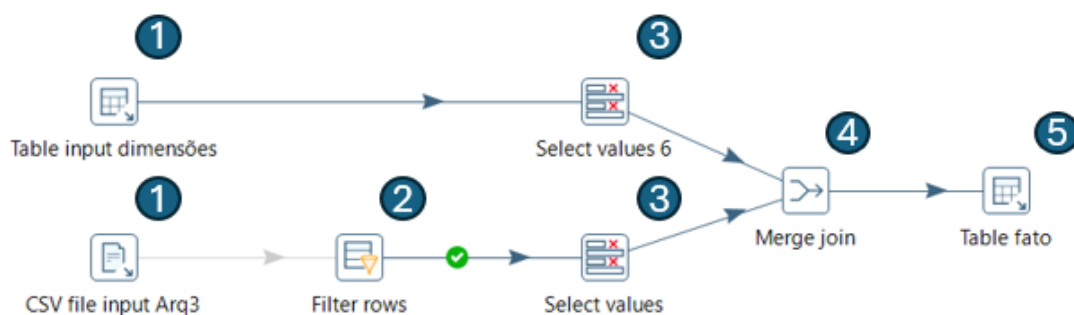 1
3
Table input dimensões
Select values 6
4
5
1
2
3
Merge join
Table fato
CSV file input Arq3
Filter rows
Select values